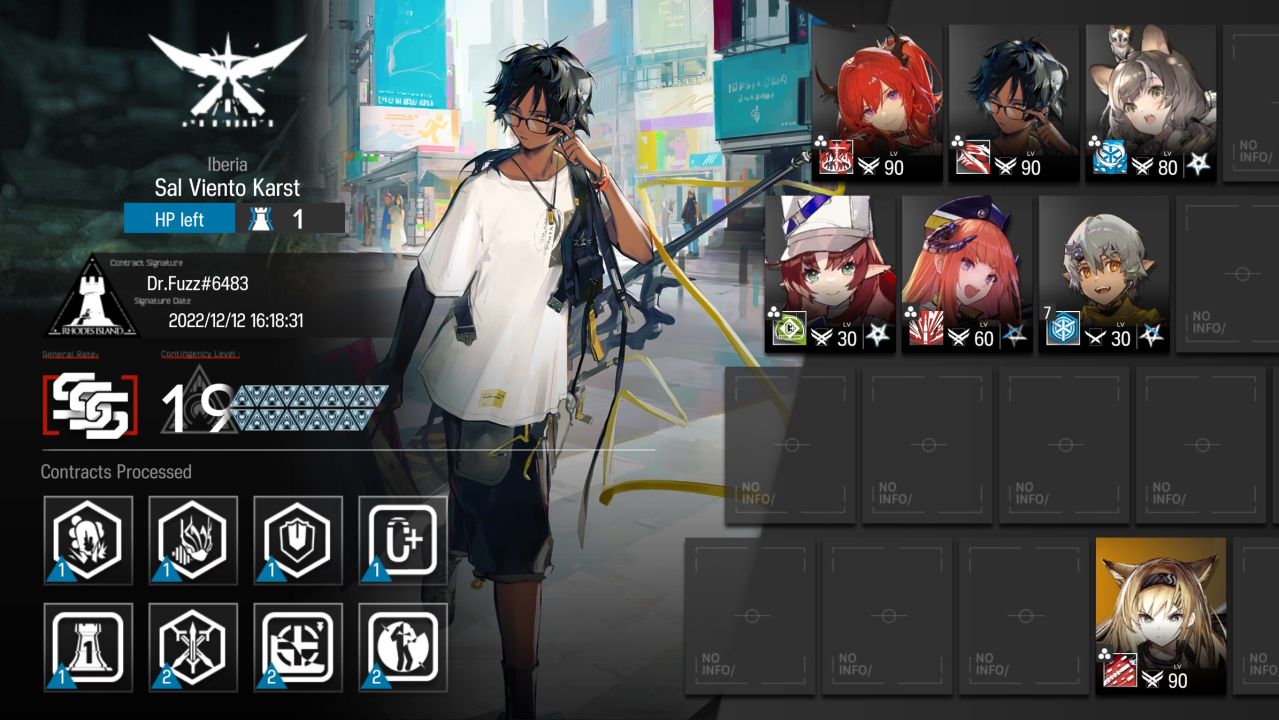 Iberia
Sal Viento Karst
HP left 1
Contract Signature
Dr.Fuzz#6483
Signature Date
2022/12/12 16:18:31
RHODES ISLAND
General Rate
Contingency Level
SSS
19
Contracts Processed
1 1 1 1
1 2 2 2
LV 90
LV 90
LV 80
NO INFO/
LV 30
LV 60
7 LV 30
NO INFO/
NO INFO/
NO INFO/
NO INFO/
NO INFO/
NO INFO/
NO INFO/
NO INFO/
LV 90
NO INFO/